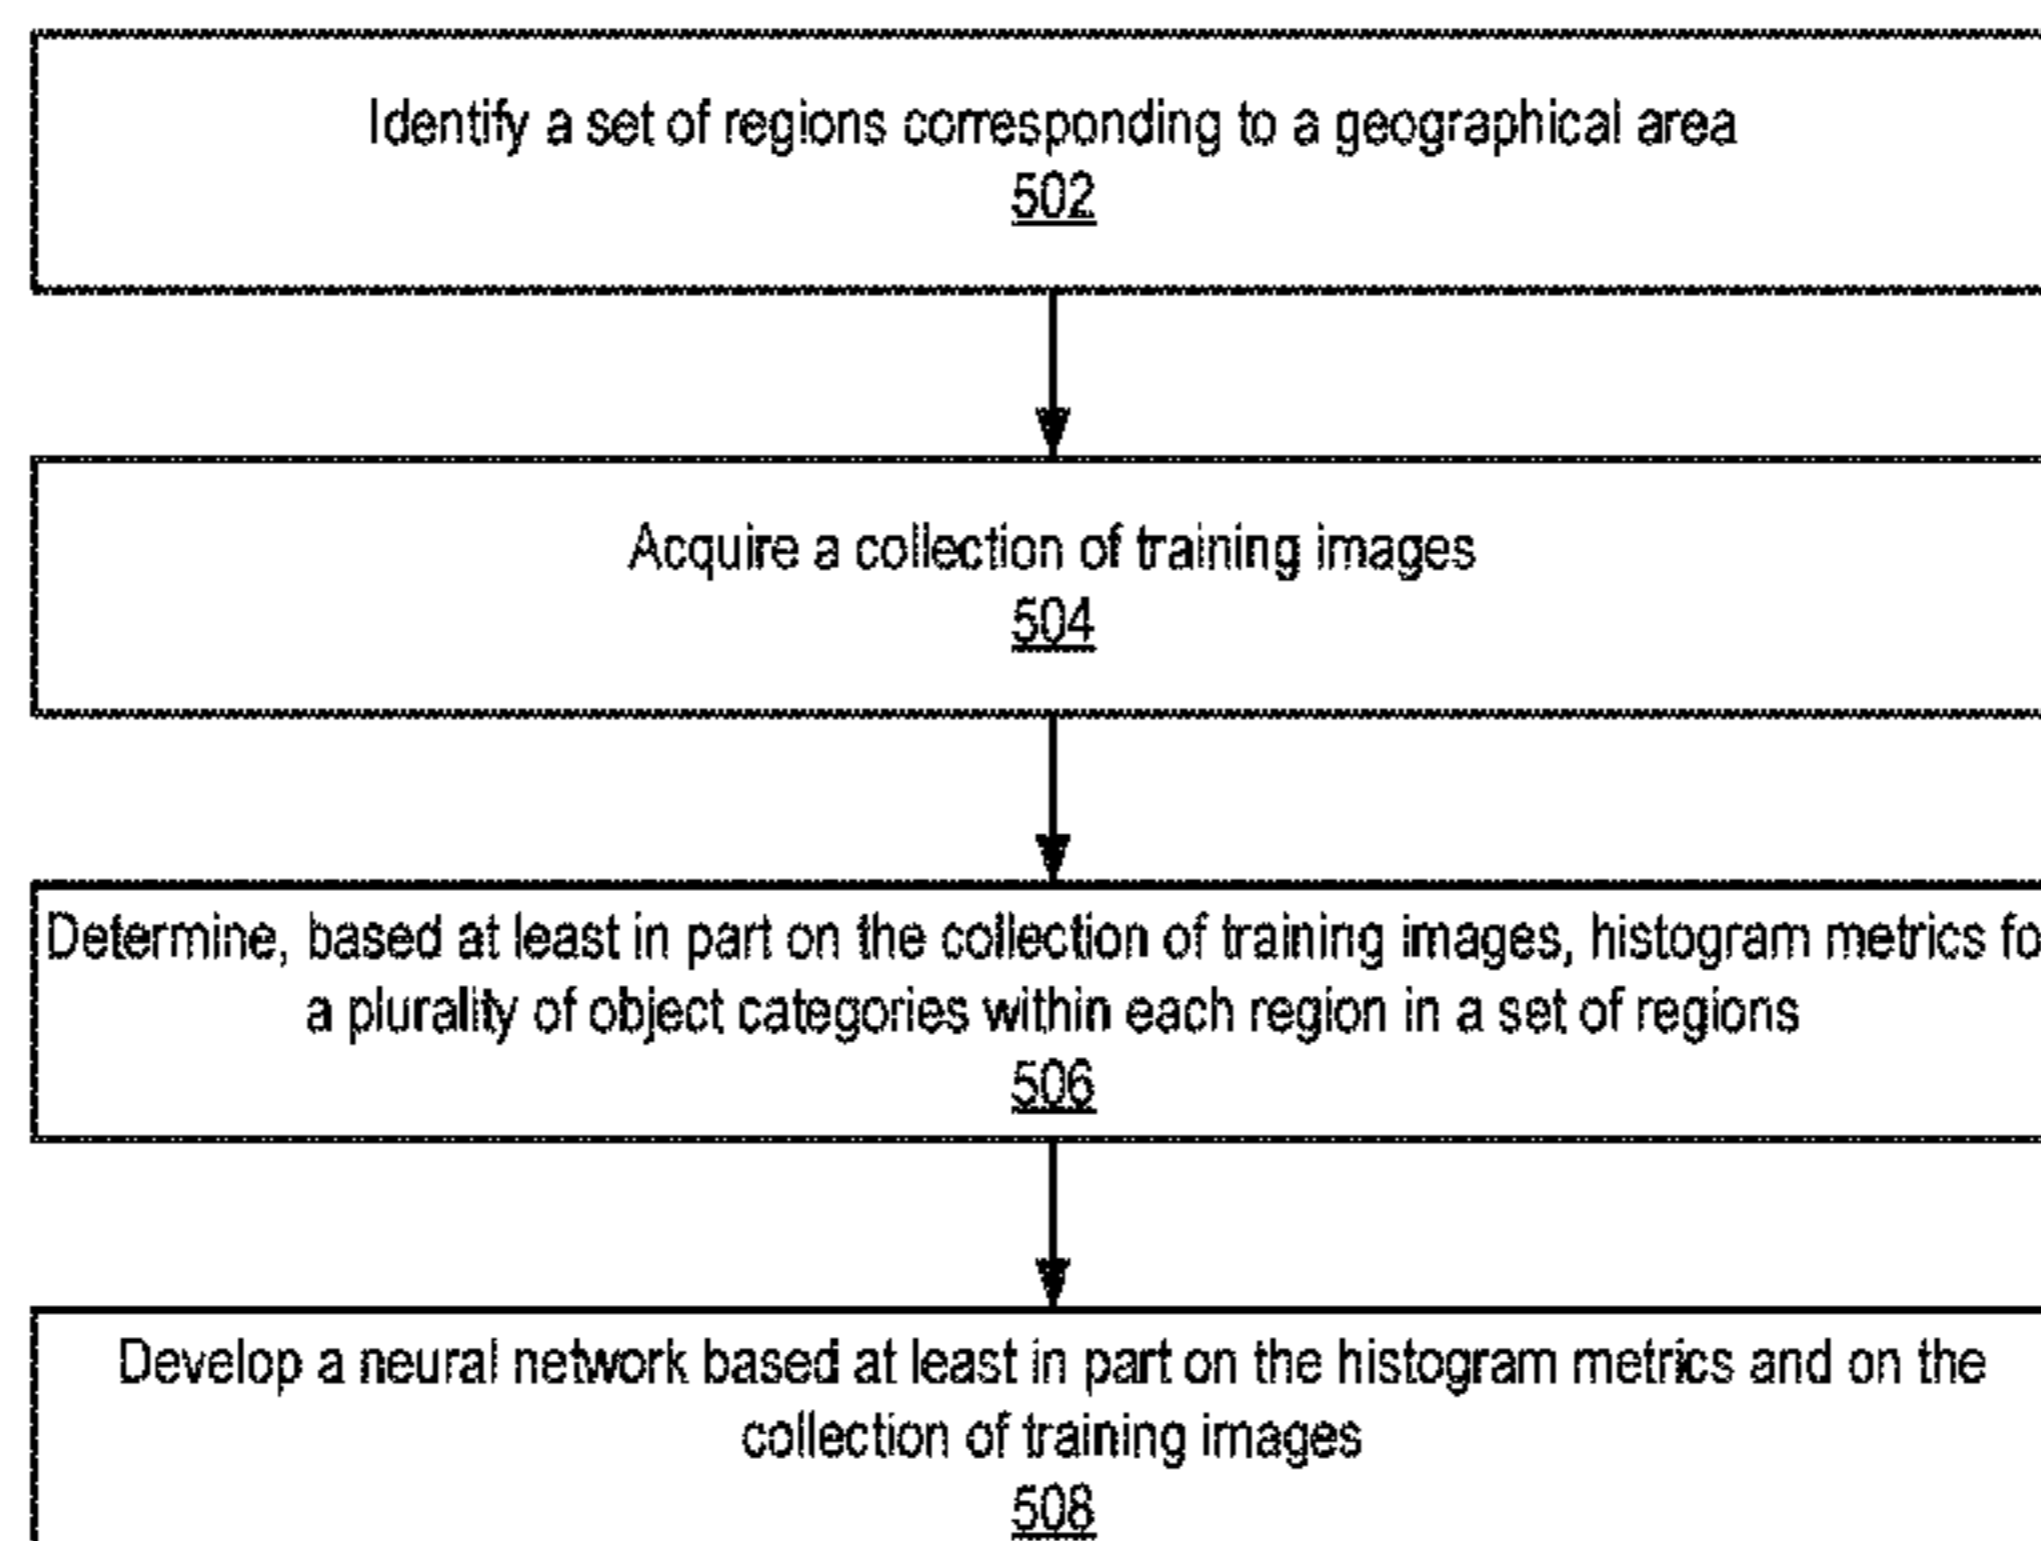 Identify a set of regions corresponding to a geographical area
502
Acquire a collection of training images
504
Determine, based at least in part on the collection of training images, histogram metrics fo
a plurality of object categories within each region in a set of regions
506
Develop a neural network based at least in part on the histogram metrics and on the
collection of training images
508